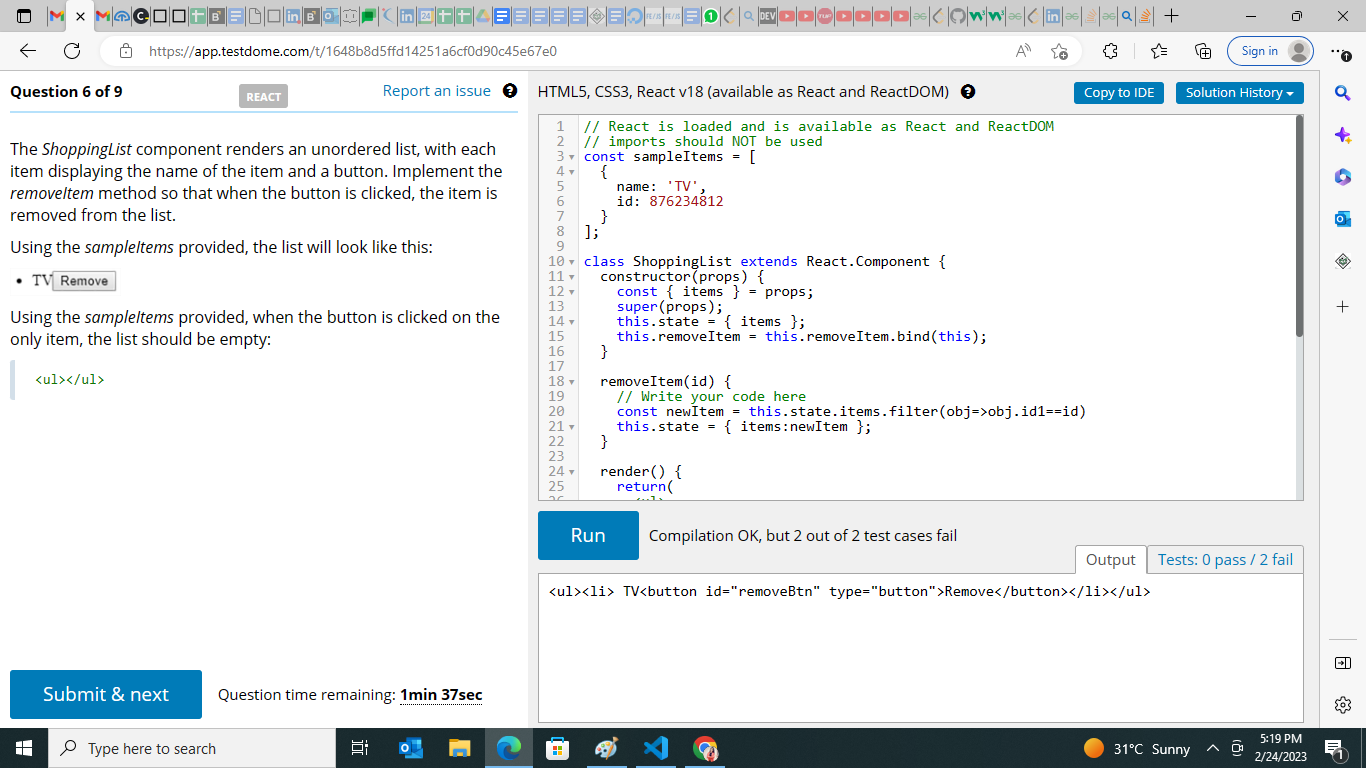 https://app.testdome.com/t/1648b8d5ffd14251a6cf0d90c45e67e0
Sign in
Question 6 of 9
REACT
Report an issue
The ShoppingList component renders an unordered list, with each
item displaying the name of the item and a button. Implement the
removeItem method so that when the button is clicked, the item is
removed from the list.
Using the sampleItems provided, the list will look like this:
• TV Remove
Using the sampleItems provided, when the button is clicked on the
only item, the list should be empty:
<ul></ul>
Submit & next
Question time remaining: 1min 37sec
HTML5, CSS3, React v18 (available as React and ReactDOM)
Copy to IDE
Solution History
1 // React is loaded and is available as React and ReactDOM
2 // imports should NOT be used
3 const sampleItems = [
4 {
5 name: 'TV',
6 id: 876234812
7 }
8 ];
9
10 class ShoppingList extends React.Component {
11 constructor(props) {
12 const { items } = props;
13 super(props);
14 this.state = { items };
15 this.removeItem = this.removeItem.bind(this);
16 }
17
18 removeItem(id) {
19 // Write your code here
20 const newItem = this.state.items.filter(obj=>obj.id1==id)
21 this.state = { items:newItem };
22 }
23
24 render() {
25 return(
26 <ul>
Run
Compilation OK, but 2 out of 2 test cases fail
Output
Tests: 0 pass / 2 fail
<ul><li> TV<button id="removeBtn" type="button">Remove</button></li></ul>
Type here to search
31°C Sunny
5:19 PM
2/24/2023
1